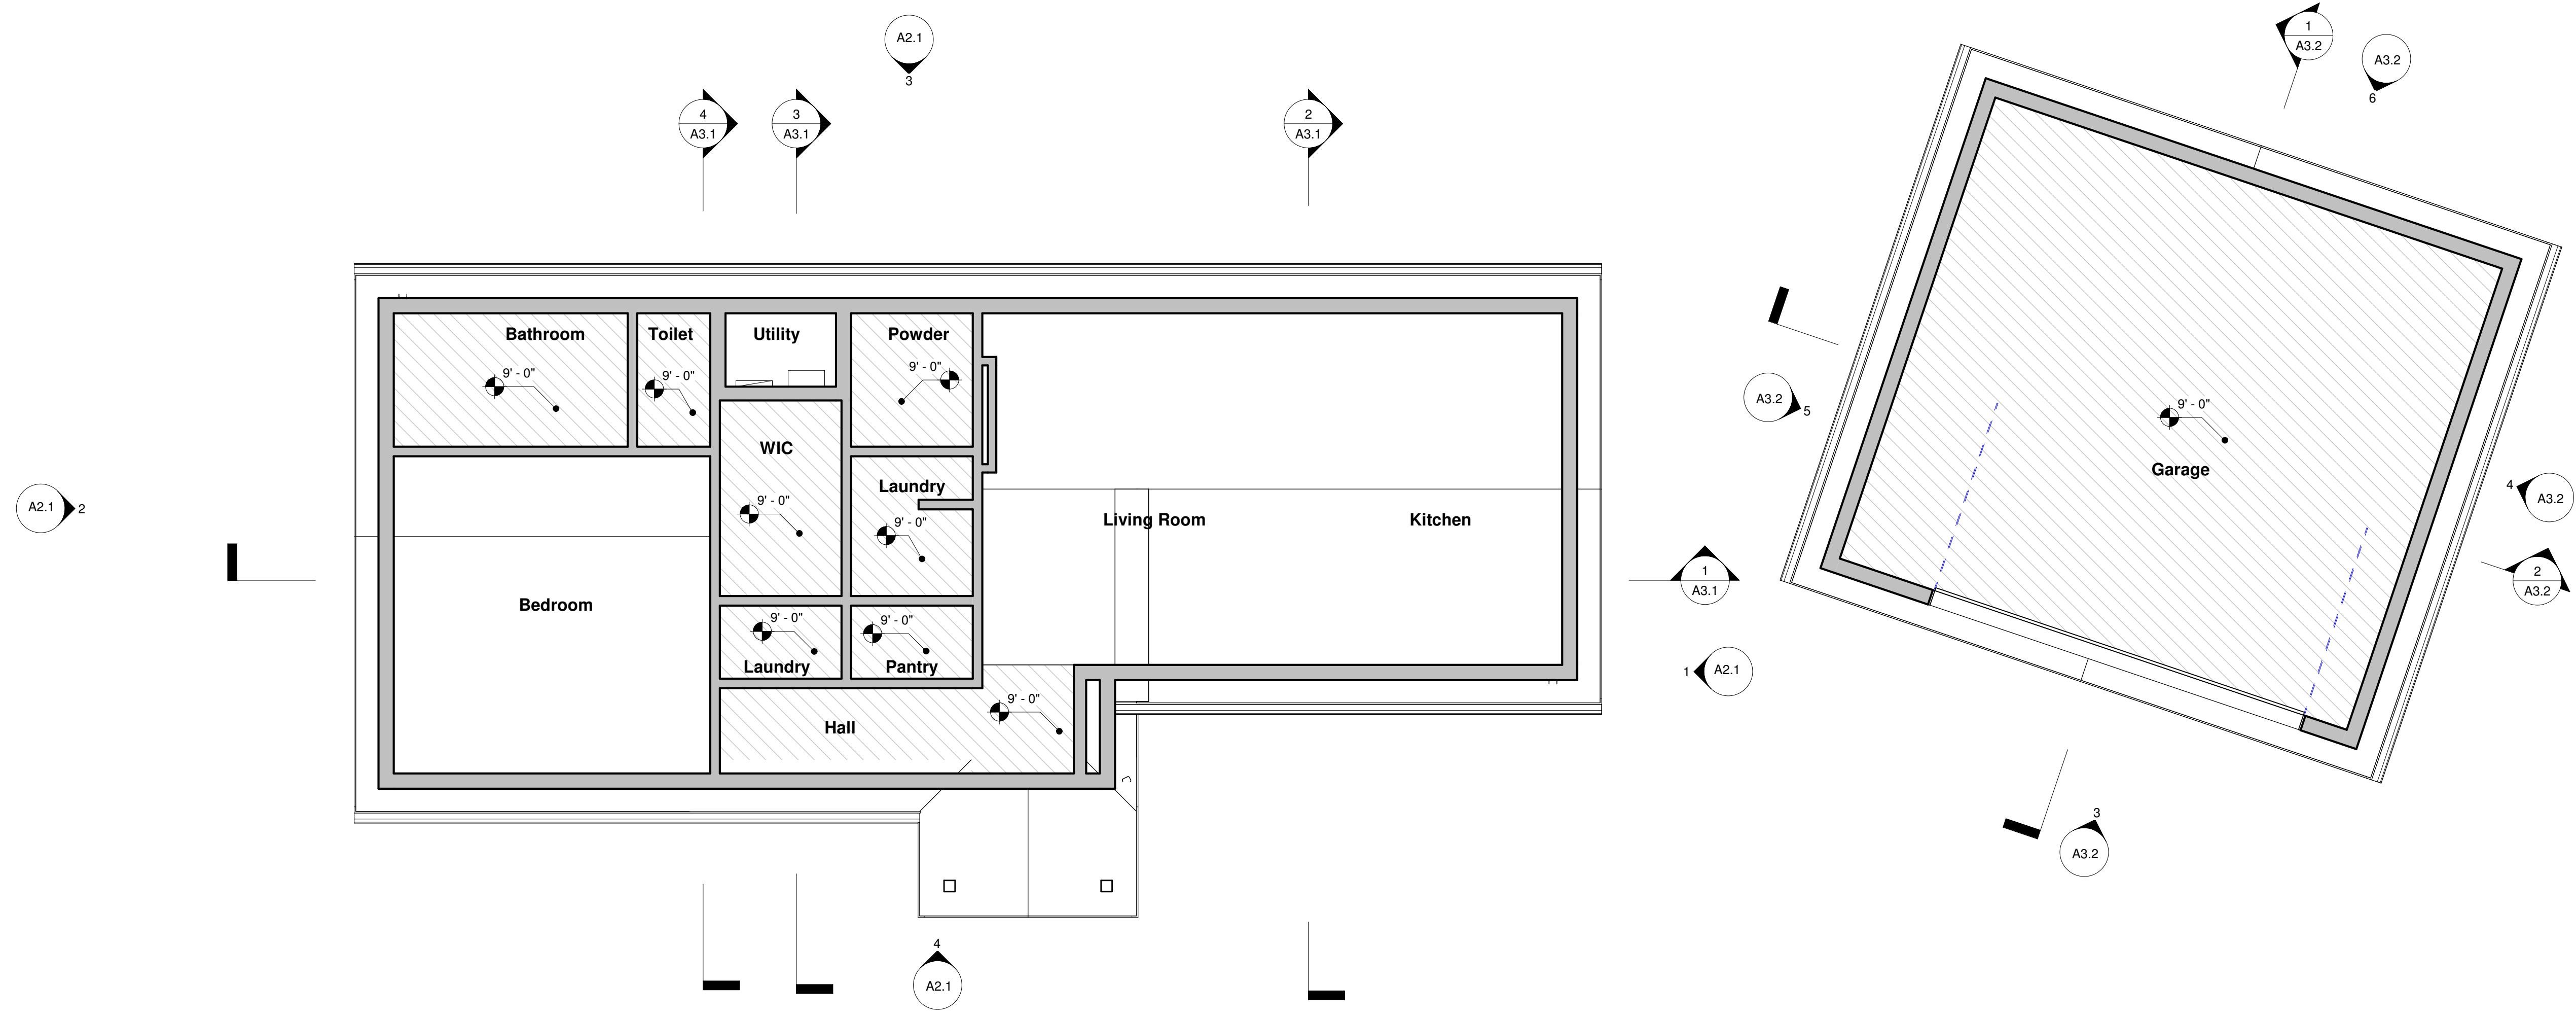 A2.1
3
1
A3.2
A3.2
6
4
A3.1
3
A3.1
2
A3.1
Bathroom
Toilet
Utility
Powder
9' - 0"
9' - 0"
9' - 0"
A3.2
5
9' - 0"
WIC
Garage
Laundry
9' - 0"
9' - 0"
A2.1
2
Living Room
Kitchen
4
A3.2
1
A3.1
2
A3.2
Bedroom
9' - 0"
9' - 0"
Laundry
Pantry
1
A2.1
9' - 0"
Hall
3
A3.2
4
A2.1